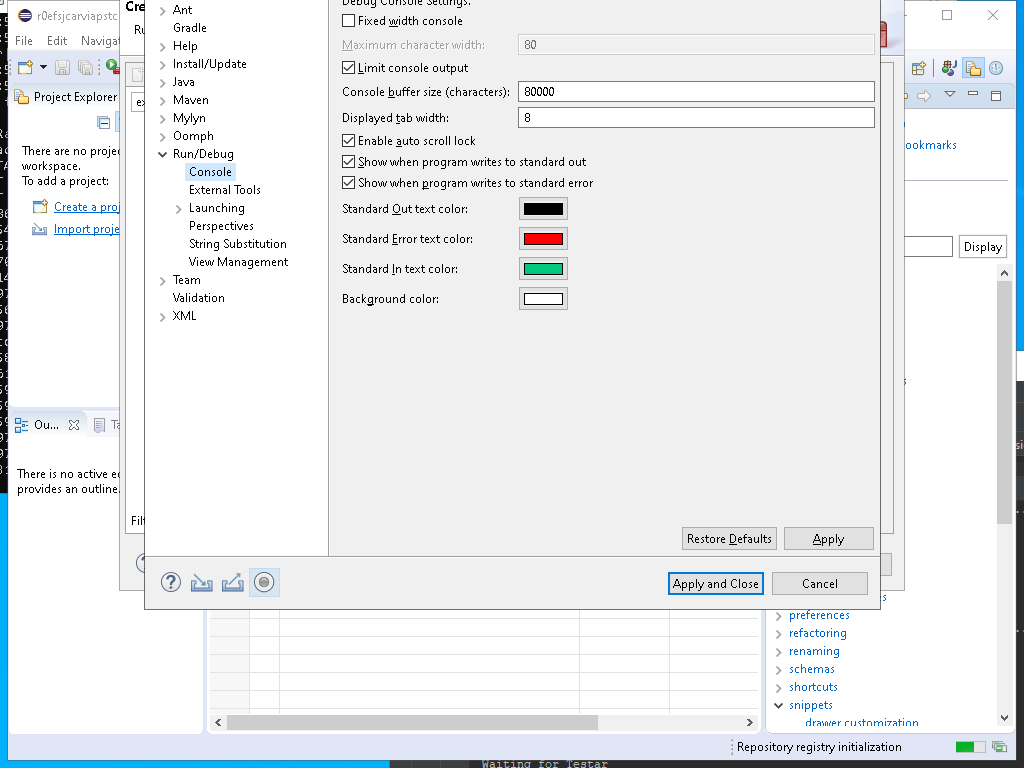 r0efsjcarviapstc
File Edit Navigat
Project Explorer
There are no proje
workspace.
To add a project:
Create a proj
Import proje
Ou...
Ta
There is no active e
provides an outline.
Cre
Ru
Filt
Ant
Gradle
Help
Install/Update
Java
Maven
Mylyn
Oomph
Run/Debug
Console
External Tools
Launching
Perspectives
String Substitution
View Management
Team
Validation
XML
Debug Console Settings.
Fixed width console
Maximum character width: 80
Limit console output
Console buffer size (characters): 80000
Displayed tab width: 8
Enable auto scroll lock
Show when program writes to standard out
Show when program writes to standard error
Standard Out text color:
Standard Error text color:
Standard In text color:
Background color:
Restore Defaults Apply
Apply and Close Cancel
ookmarks
Display
preferences
refactoring
renaming
schemas
shortcuts
snippets
drawer customization
Repository registry initialization
Waiting for Testar